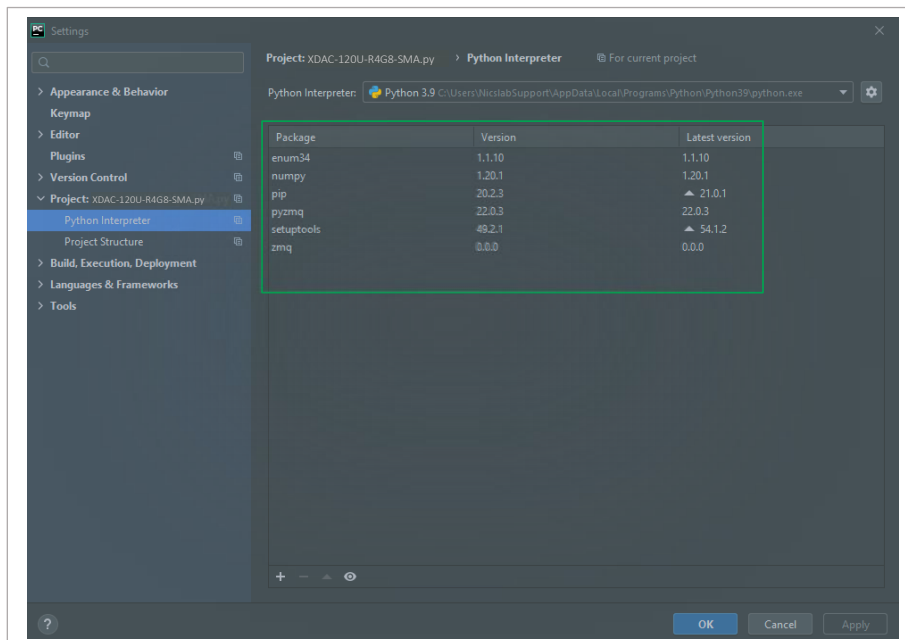 PC Settings
Project: XDAC-120U-R4G8-SMA.py > Python Interpreter For current project
Appearance & Behavior
Keymap
Editor
Plugins
Version Control
Project: XDAC-120U-R4G8-SMA.py
Python Interpreter
Project Structure
Build, Execution, Deployment
Languages & Frameworks
Tools
Python Interpreter: Python 3.9 C:\Users\NicslabSupport\AppData\Local\Programs\Python\Python39\python.exe
Package Version Latest version
enum34 1.1.10 1.1.10
numpy 1.20.1 1.20.1
pip 20.2.3 21.0.1
pyzmq 22.0.3 22.0.3
setuptools 49.2.1 54.1.2
zmq 0.0.0 0.0.0
? OK Cancel Apply